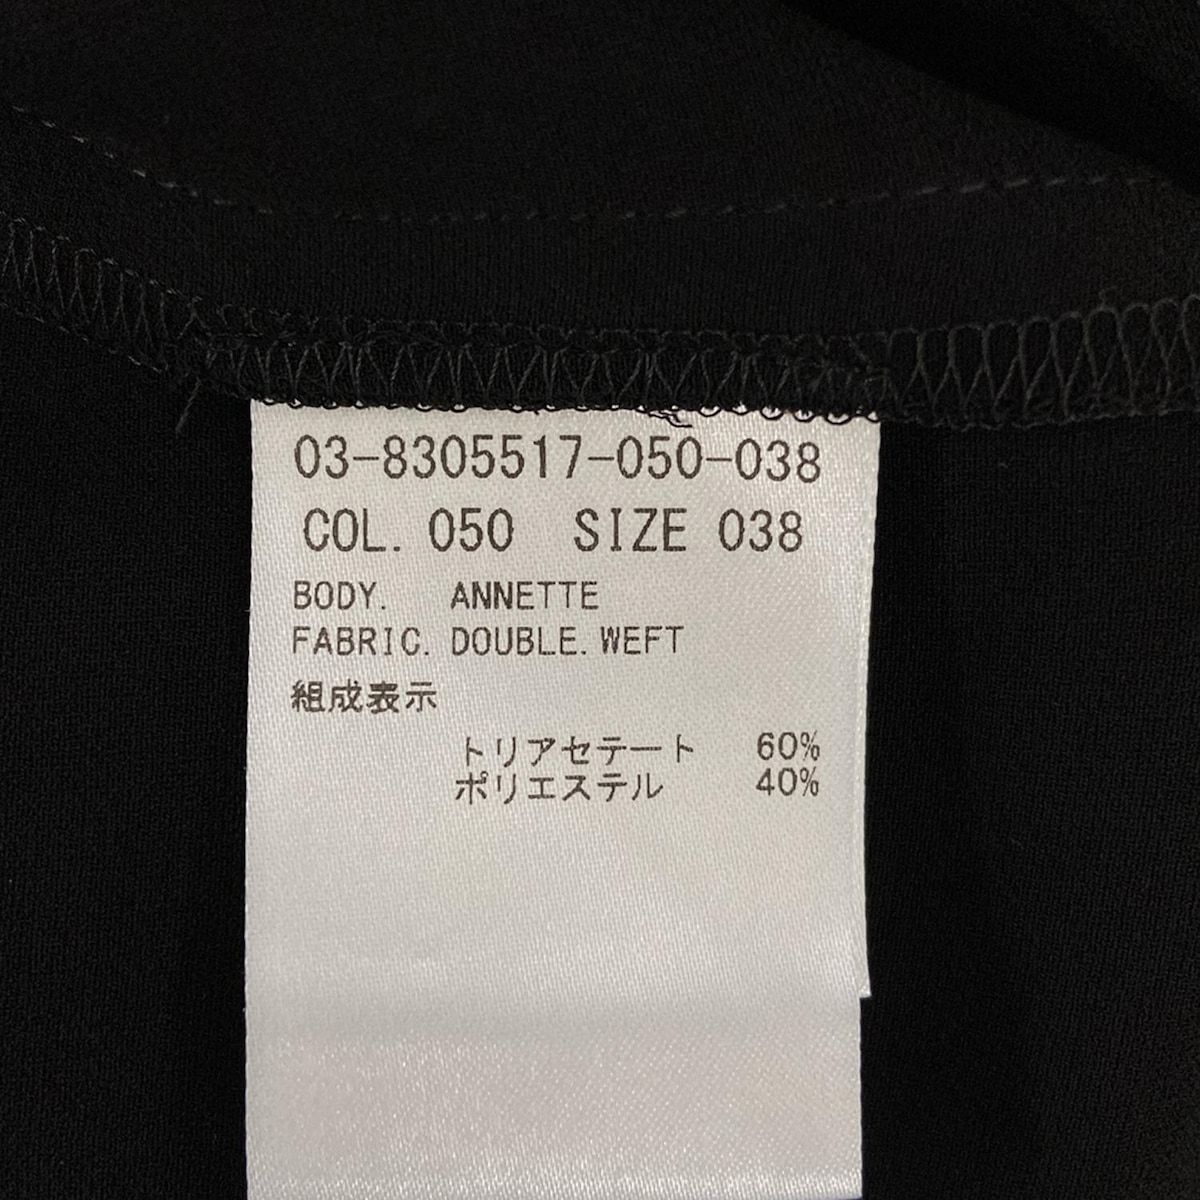 03-8305517-050-038
COL. 050 SIZE 038
BODY. ANNETTE
FABRIC. DOUBLE. WEFT
組成表示
トリアセテート 60%
ポリエステル 40%